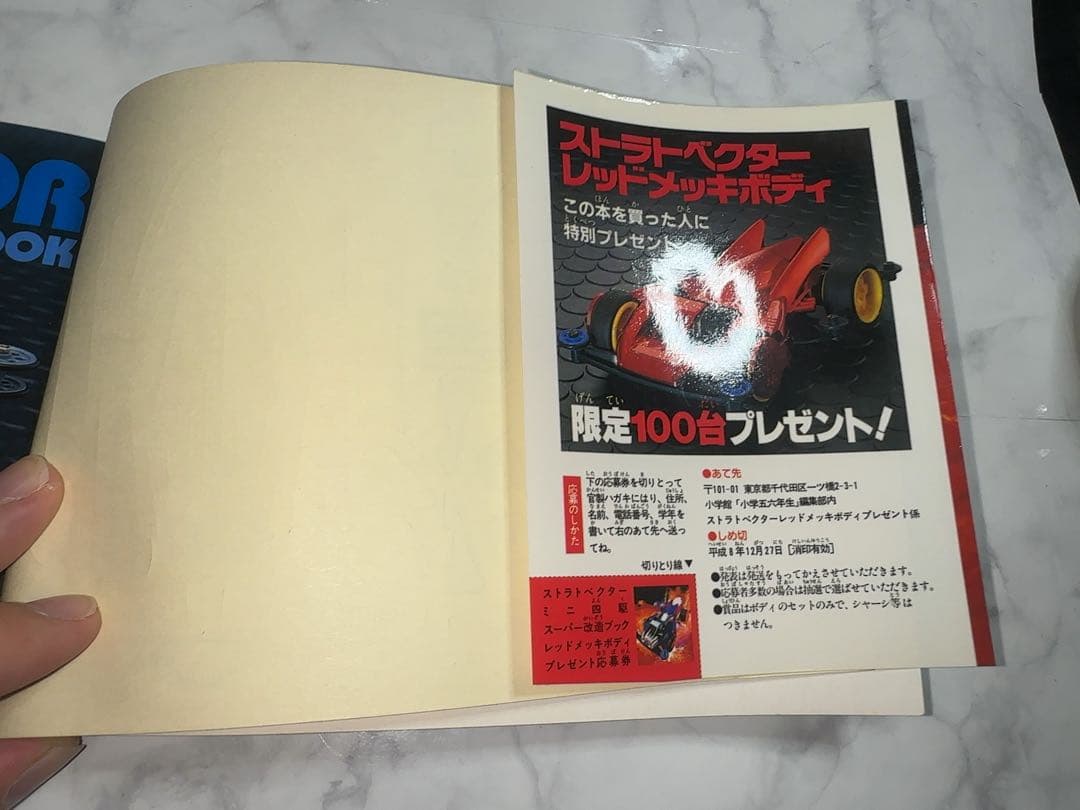 OR
OOK
ストラトベクター
レッドメッキボディ
この本を買った人に
特別プレゼント
限定100台プレゼント!
応募のしかた
下の応募券を切りとって
官製ハガキにはり、住所、
名前、電話番号、学年を
書いて右のあて先へ送っ
てね。
切りとり線▼
●あて先
〒101-01 東京都千代田区一ツ橋2-3-1
小学館「小学五六年生」編集部内
ストラトベクターレッドメッキボディプレゼント係
●しめ切
平成8年12月27日[消印有効]
●発表は発送をもってかえさせていただきます。
●応募者多数の場合は抽選で選ばせていただきます。
●賞品はボディのセットのみで、シャーシ等は
つきません。
ストラトベクター
ミニ四駆
スーパー改造ブック
レッドメッキボディ
プレゼント応募券